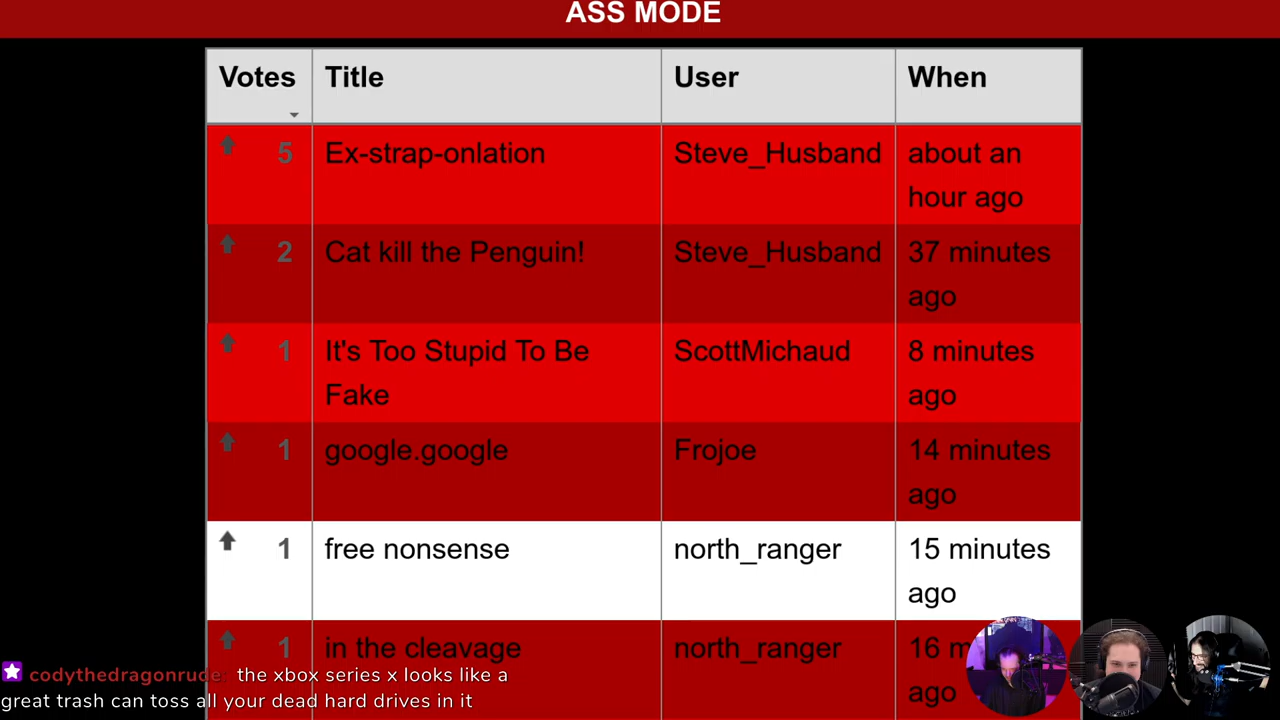 ASS MODE
Votes Title User When
5 Ex-strap-onlation Steve_Husband about an
hour ago
2 Cat kill the Penguin! Steve_Husband 37 minutes
ago
1 It's Too Stupid To Be ScottMichaud 8 minutes
Fake ago
1 google.google Frojoe 14 minutes
ago
1 free nonsense north_ranger 15 minutes
ago
1 in the cleavage north_ranger 16
ago
codythedragonrude: the xbox series x looks like a
great trash can toss all your dead hard drives in it